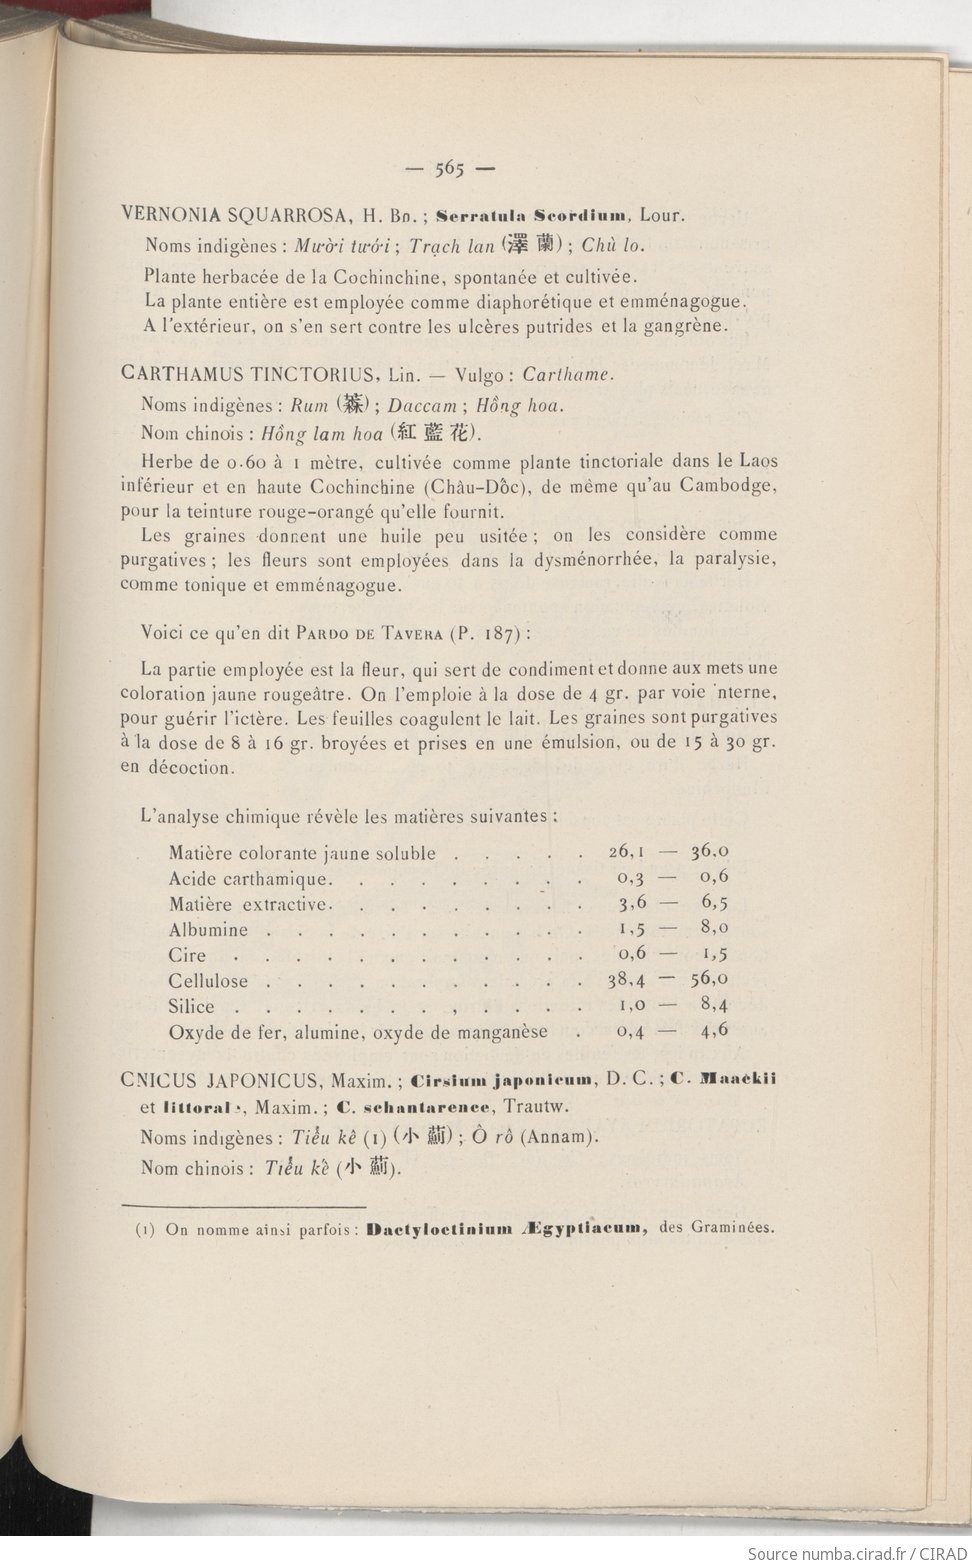 — 565 —
VERNONIA SQUARROSA, H. Bn. ; Serratula Scordium, Lour.
Noms indigènes : Mười tưới ; Trạch lan (澤 蘭) ; Chù lo.
Plante herbacée de la Cochinchine, spontanée et cultivée.
La plante entière est employée comme diaphorétique et emménagogue.
A l'extérieur, on s'en sert contre les ulcères putrides et la gangrène.
CARTHAMUS TINCTORIUS, Lin. — Vulgo : Carthame.
Noms indigènes : Rum () ; Daccam ; Hồng hoa.
Nom chinois : Hồng lam hoa (紅 藍 花).
Herbe de 0.60 à 1 mètre, cultivée comme plante tinctoriale dans le Laos
inférieur et en haute Cochinchine (Châu-Dốc), de même qu'au Cambodge,
pour la teinture rouge-orangé qu'elle fournit.
Les graines donnent une huile peu usitée ; on les considère comme
purgatives ; les fleurs sont employées dans la dysménorrhée, la paralysie,
comme tonique et emménagogue.
Voici ce qu'en dit PARDO DE TAVERA (P. 187) :
La partie employée est la fleur, qui sert de condiment et donne aux mets une
coloration jaune rougeâtre. On l'emploie à la dose de 4 gr. par voie nterne,
pour guérir l'ictère. Les feuilles coagulent le lait. Les graines sont purgatives
à la dose de 8 à 16 gr. broyées et prises en une émulsion, ou de 15 à 30 gr.
en décoction.
L'analyse chimique révèle les matières suivantes :
Matière colorante jaune soluble . . . . . 26,1 — 36,0
Acide carthamique. . . . . . . . . 0,3 — 0,6
Matière extractive. . . . . . . . . 3,6 — 6,5
Albumine . . . . . . . . . . . 1,5 — 8,0
Cire . . . . . . . . . . . . 0,6 — 1,5
Cellulose . . . . . . . . . . . 38,4 — 56,0
Silice . . . . . . . . . . . . 1,0 — 8,4
Oxyde de fer, alumine, oxyde de manganèse . 0,4 — 4,6
CNICUS JAPONICUS, Maxim. ; Cirsium japonicum, D. C. ; C. Maackii
et littorale, Maxim. ; C. schantarence, Trautw.
Noms indigènes : Tiểu kê (1) (小 薊) ; Ô rô (Annam).
Nom chinois : Tiểu kê (小 薊).
(1) On nomme ainsi parfois : Dactyloctinium Ægyptiacum, des Graminées.
Source numba.cirad.fr / CIRAD